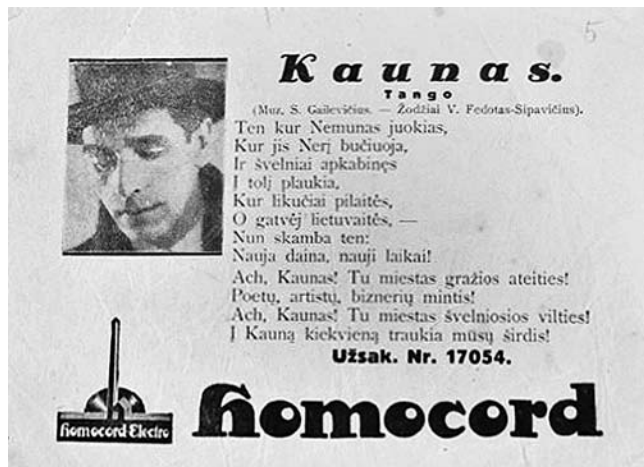 5
Kaunas.
Tango
(Muz. S. Gailevičius. — Žodžiai V. Fedotas-Sipavičius).
Ten kur Nemunas juokias,
Kur jis Nerį bučiuoja,
Ir švelniai apkabinęs
Į tolį plaukia,
Kur likučiai pilaitės,
O gatvėj lietuvaitės, —
Nun skamba ten:
Nauja daina, nauji laikai!
Ach, Kaunas! Tu miestas gražios ateities!
Poetų, artistų, biznerių mintis!
Ach, Kaunas! Tu miestas švelniosios vilties!
Į Kauną kiekvieną traukia mūsų širdis!
Užsak. Nr. 17054.
Homocord Electro
Homocord